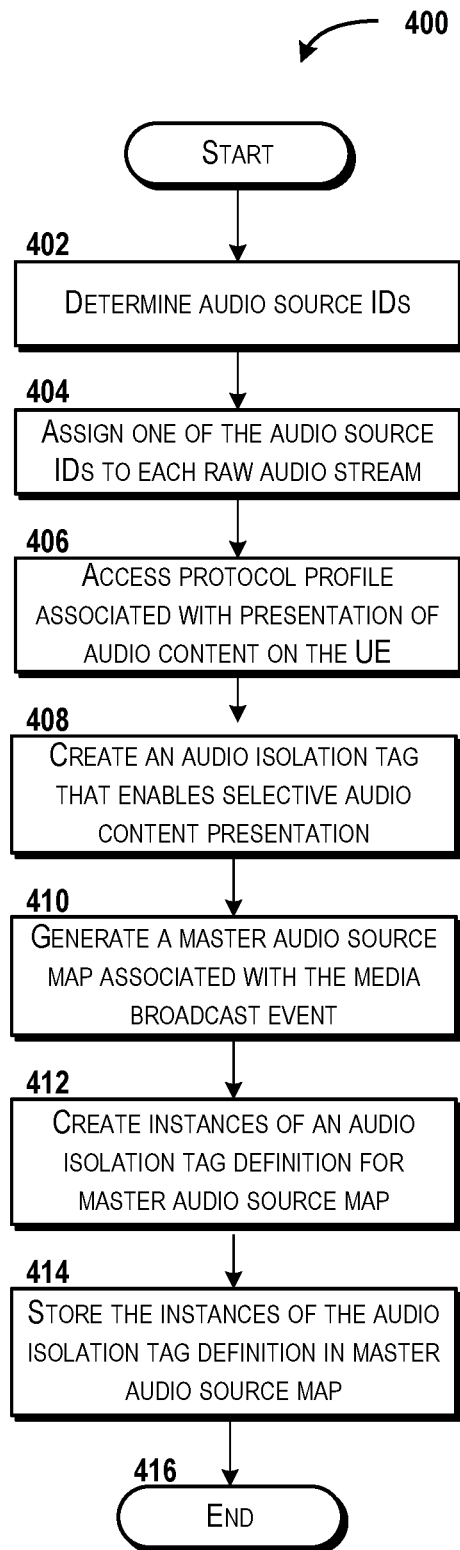 400
START
402
DETERMINE AUDIO SOURCE IDS
404
ASSIGN ONE OF THE AUDIO SOURCE
IDS TO EACH RAW AUDIO STREAM
406
ACCESS PROTOCOL PROFILE
ASSOCIATED WITH PRESENTATION OF
AUDIO CONTENT ON THE UE
408
CREATE AN AUDIO ISOLATION TAG
THAT ENABLES SELECTIVE AUDIO
CONTENT PRESENTATION
410
GENERATE A MASTER AUDIO SOURCE
MAP ASSOCIATED WITH THE MEDIA
BROADCAST EVENT
412
CREATE INSTANCES OF AN AUDIO
ISOLATION TAG DEFINITION FOR
MASTER AUDIO SOURCE MAP
414
STORE THE INSTANCES OF THE AUDIO
ISOLATION TAG DEFINITION IN MASTER
AUDIO SOURCE MAP
416
END